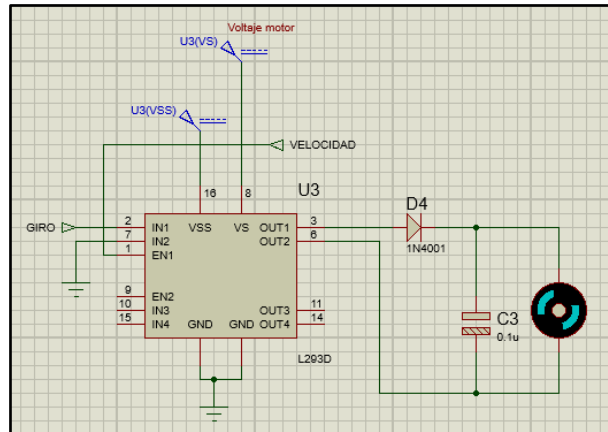 Voltaje motor
U3(VS)
U3(VSS)
VELOCIDAD
16 8 U3
GIRO
2 IN1 VSS VS OUT1 3
7 IN2 OUT2 6
1 EN1
D4
1N4001
9 EN2
10 IN3 OUT3 11
15 IN4 GND GND OUT4 14
C3
0.1u
L293D